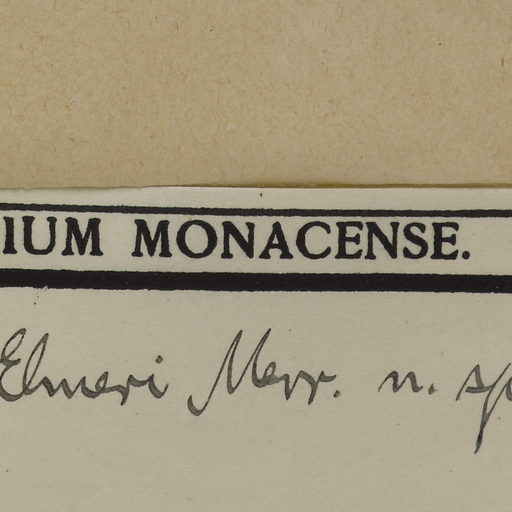 IUM MONACENSE.
Elmeri Merr. n. sp